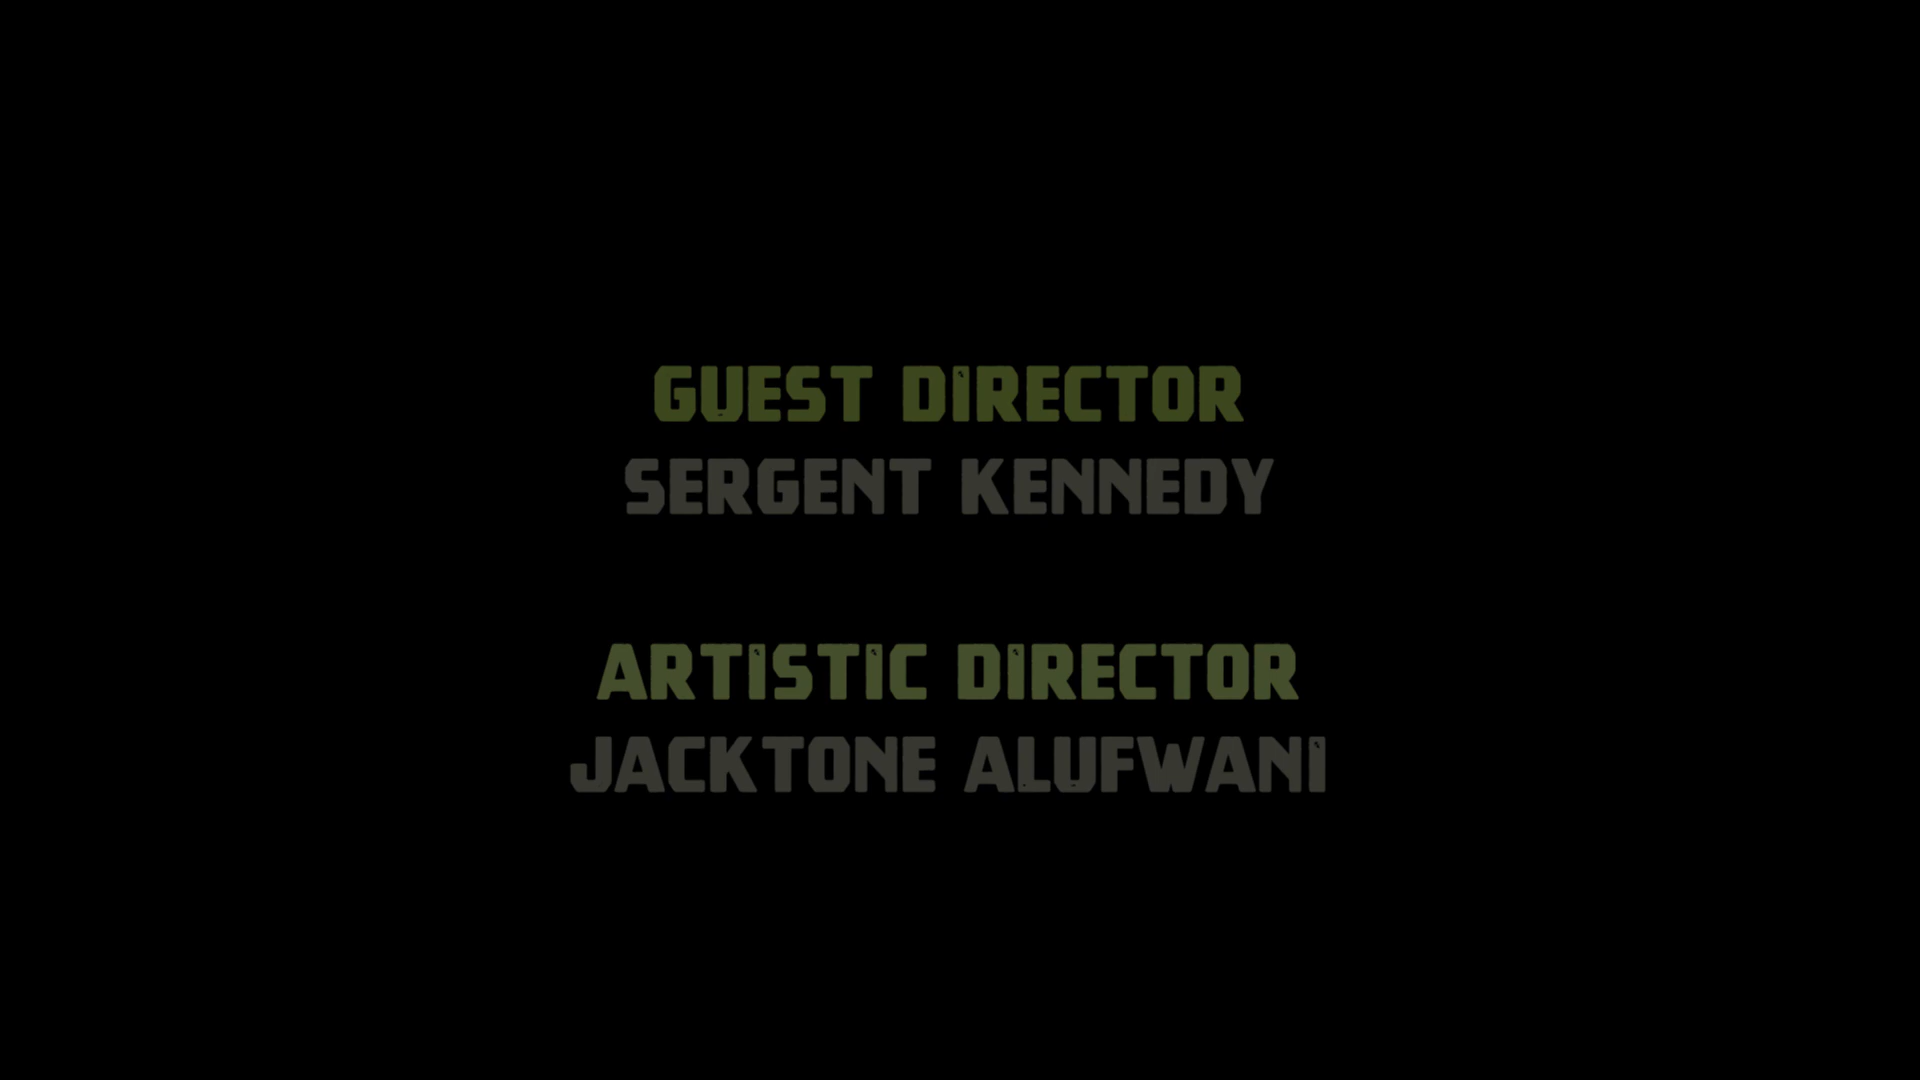 GUEST DIRECTOR
SERGENT KENNEDY
ARTISTIC DIRECTOR
JACKTONE ALUFWANI